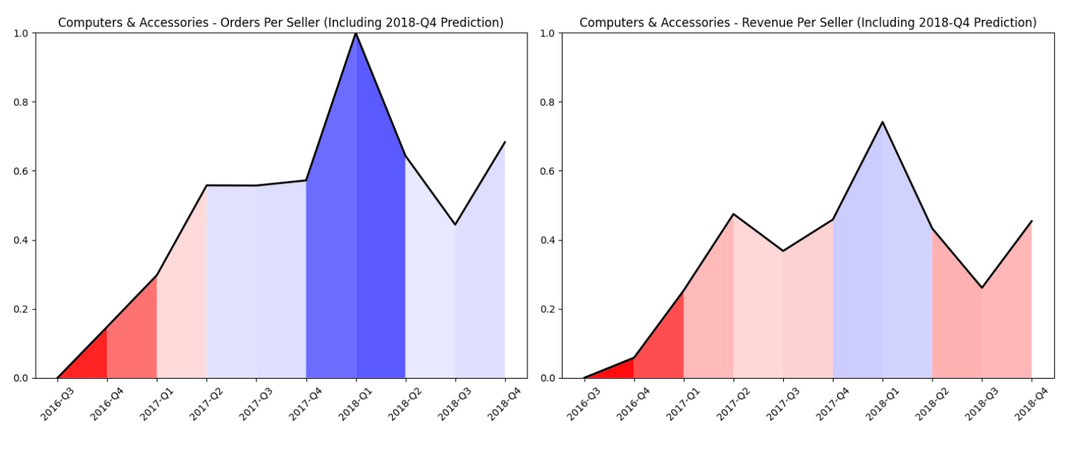 Computers & Accessories - Orders Per Seller (Including 2018-Q4 Prediction)
1.0
0.8
0.6
0.4
0.2
0.0
2016-Q3
2016-Q4
2017-Q1
2017-Q2
2017-Q3
2017-Q4
2018-Q1
2018-Q2
2018-Q3
2018-Q4
Computers & Accessories - Revenue Per Seller (Including 2018-Q4 Prediction)
1.0
0.8
0.6
0.4
0.2
0.0
2016-Q3
2016-Q4
2017-Q1
2017-Q2
2017-Q3
2017-Q4
2018-Q1
2018-Q2
2018-Q3
2018-Q4